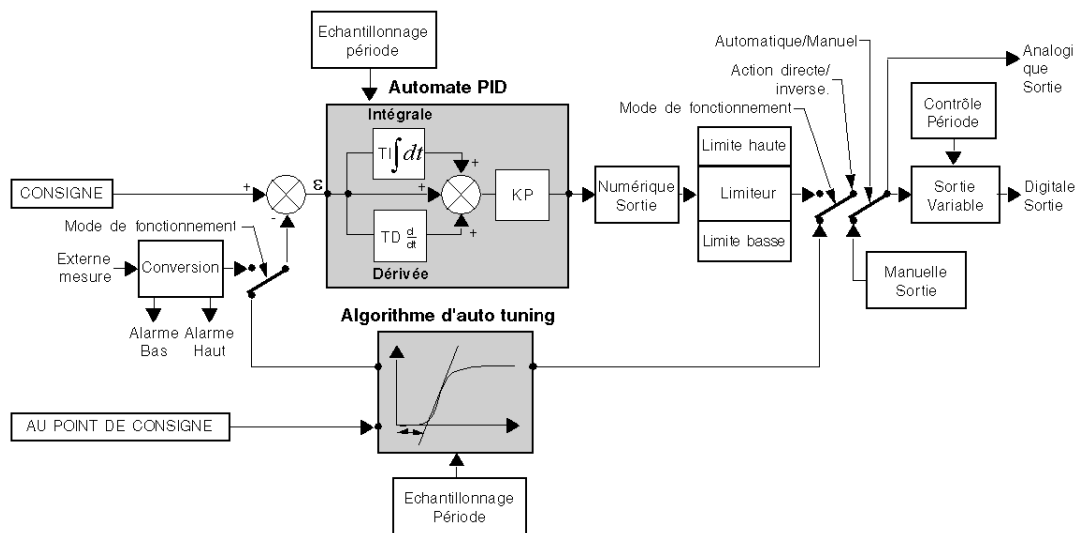 Echantillonnage
période
Automate PID
Intégrale
TI∫dt
+
+
+
KP
TD d/dt
Dérivée
CONSIGNE
+
-
ε
Mode de fonctionnement
Externe
mesure
Conversion
Alarme
Bas
Alarme
Haut
Numérique
Sortie
Limite haute
Limiteur
Limite basse
Automatique/Manuel
Action directe/
inverse.
Mode de fonctionnement
Analogi
que
Sortie
Contrôle
Période
Sortie
Variable
Digitale
Sortie
Manuelle
Sortie
Algorithme d'auto tuning
AU POINT DE CONSIGNE
Echantillonnage
Période